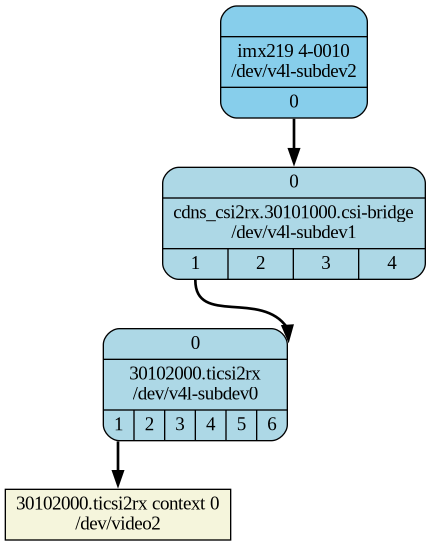 imx219 4-0010
/dev/v4l-subdev2
0
0
cdns_csi2rx.30101000.csi-bridge
/dev/v4l-subdev1
1 2 3 4
0
30102000.ticsi2rx
/dev/v4l-subdev0
1 2 3 4 5 6
30102000.ticsi2rx context 0
/dev/video2